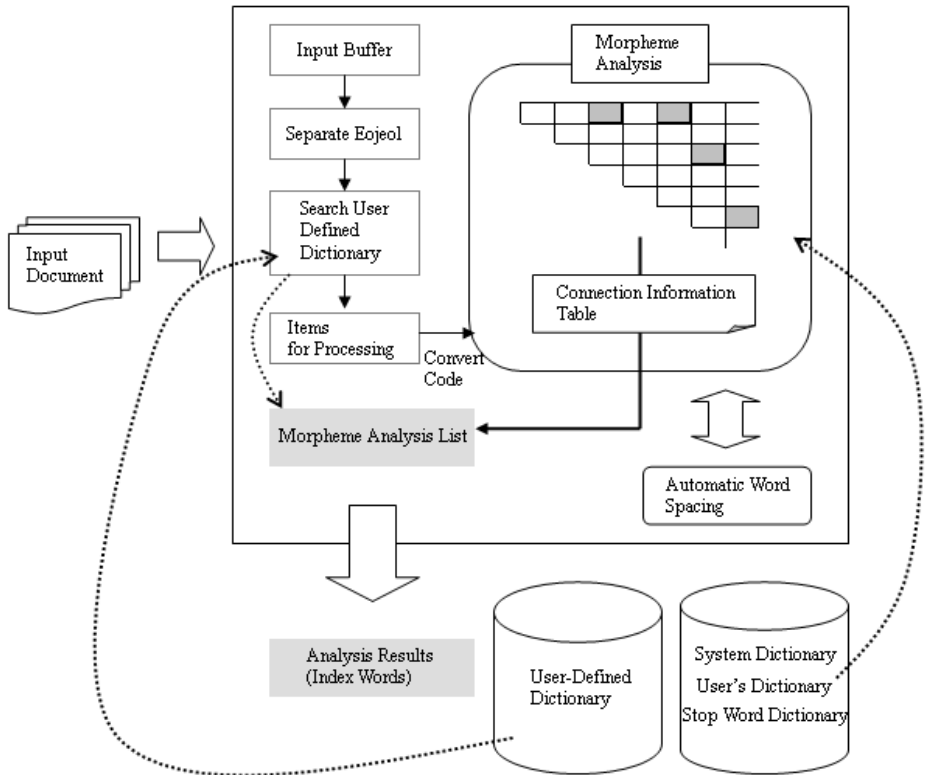 Input Buffer
Morpheme
Analysis
Separate Eojeol
Search User
Defined
Dictionary
Input
Document
Connection Information
Table
Items
for Processing
Convert
Code
Morpheme Analysis List
Automatic Word
Spacing
Analysis Results
(Index Words)
User-Defined
Dictionary
System Dictionary
User's Dictionary
Stop Word Dictionary